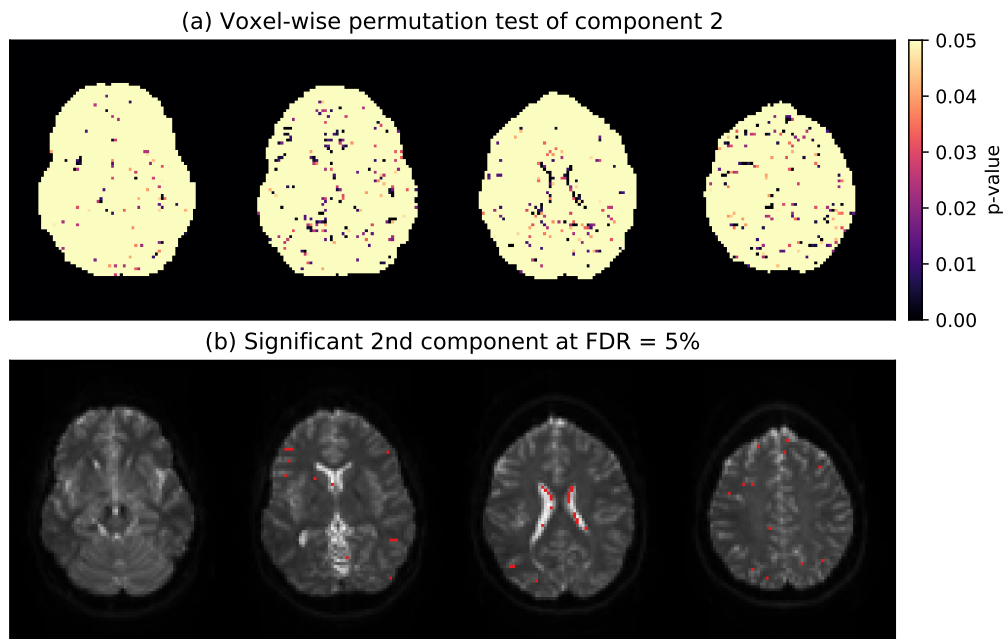 (a) Voxel-wise permutation test of component 2
0.05
0.04
0.03
0.02
0.01
0.00
p-value
(b) Significant 2nd component at FDR = 5%